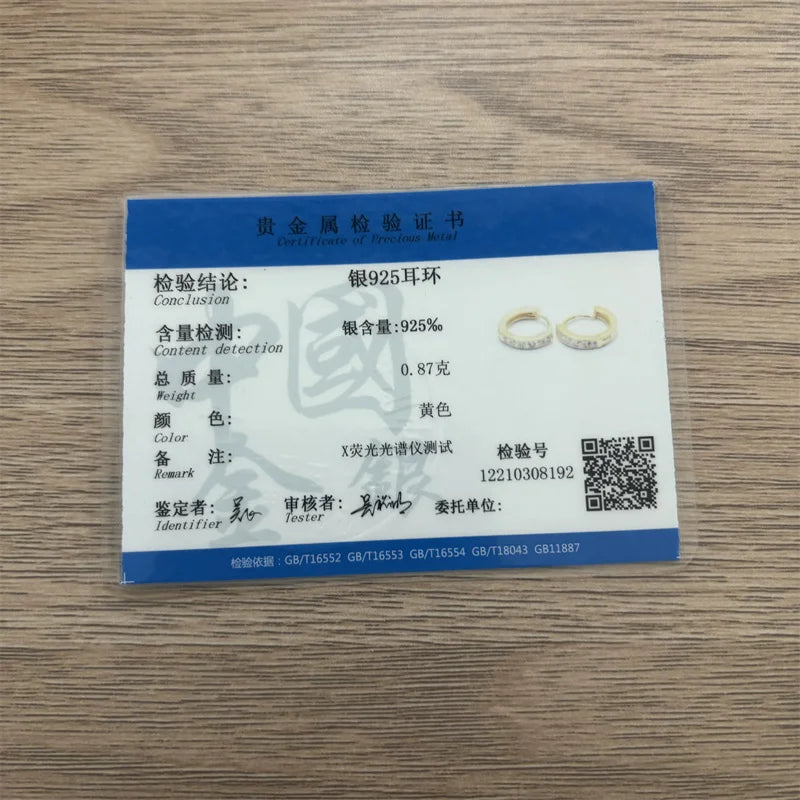 贵金属检验证书
Certificate of Precious Metal
检验结论: 银925耳环
Conclusion
含量检测: 银含量:925‰
Content detection
总质量: 0.87克
Weight
颜色: 黄色
Color
备注: X荧光光谱仪测试
Remark
检验号
12210308192
鉴定者: 审核者: 委托单位:
Identifier Tester
检验依据：GB/T16552 GB/T16553 GB/T16554 GB/T18043 GB11887
中國
金銀